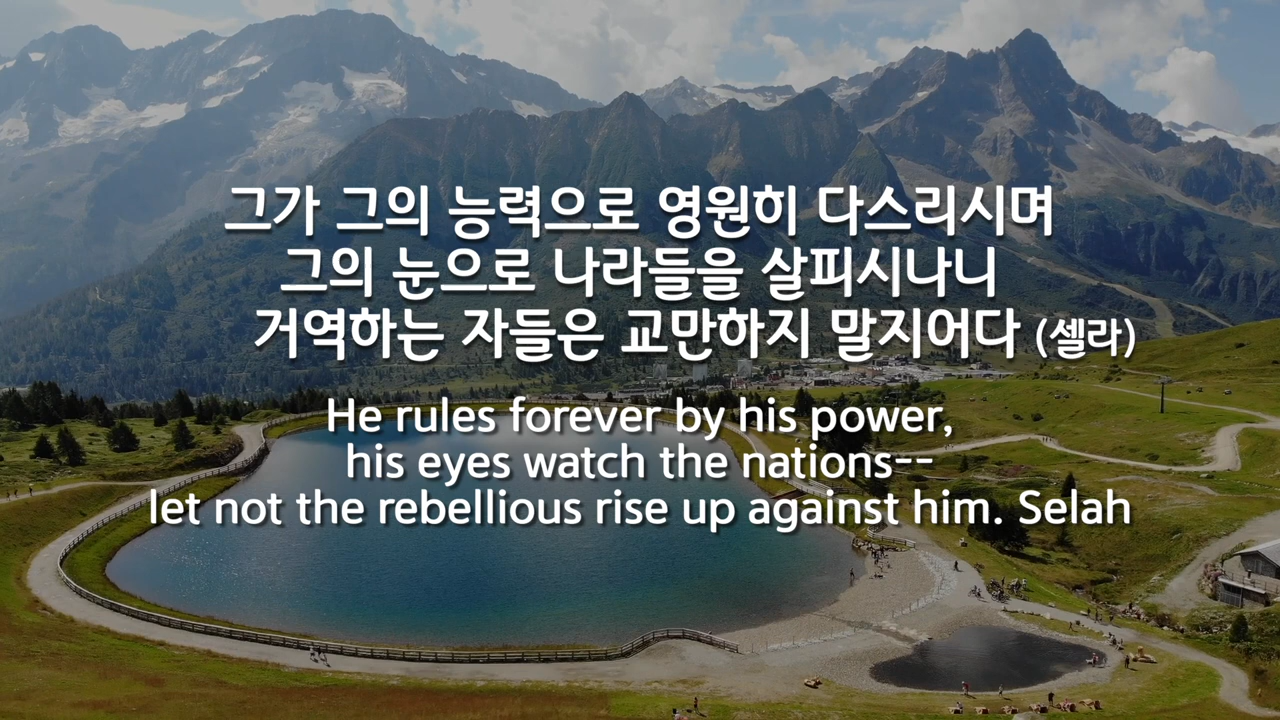 그가 그의 능력으로 영원히 다스리시며
그의 눈으로 나라들을 살피시나니
거역하는 자들은 교만하지 말지어다 (셀라)
He rules forever by his power,
his eyes watch the nations--
let not the rebellious rise up against him. Selah